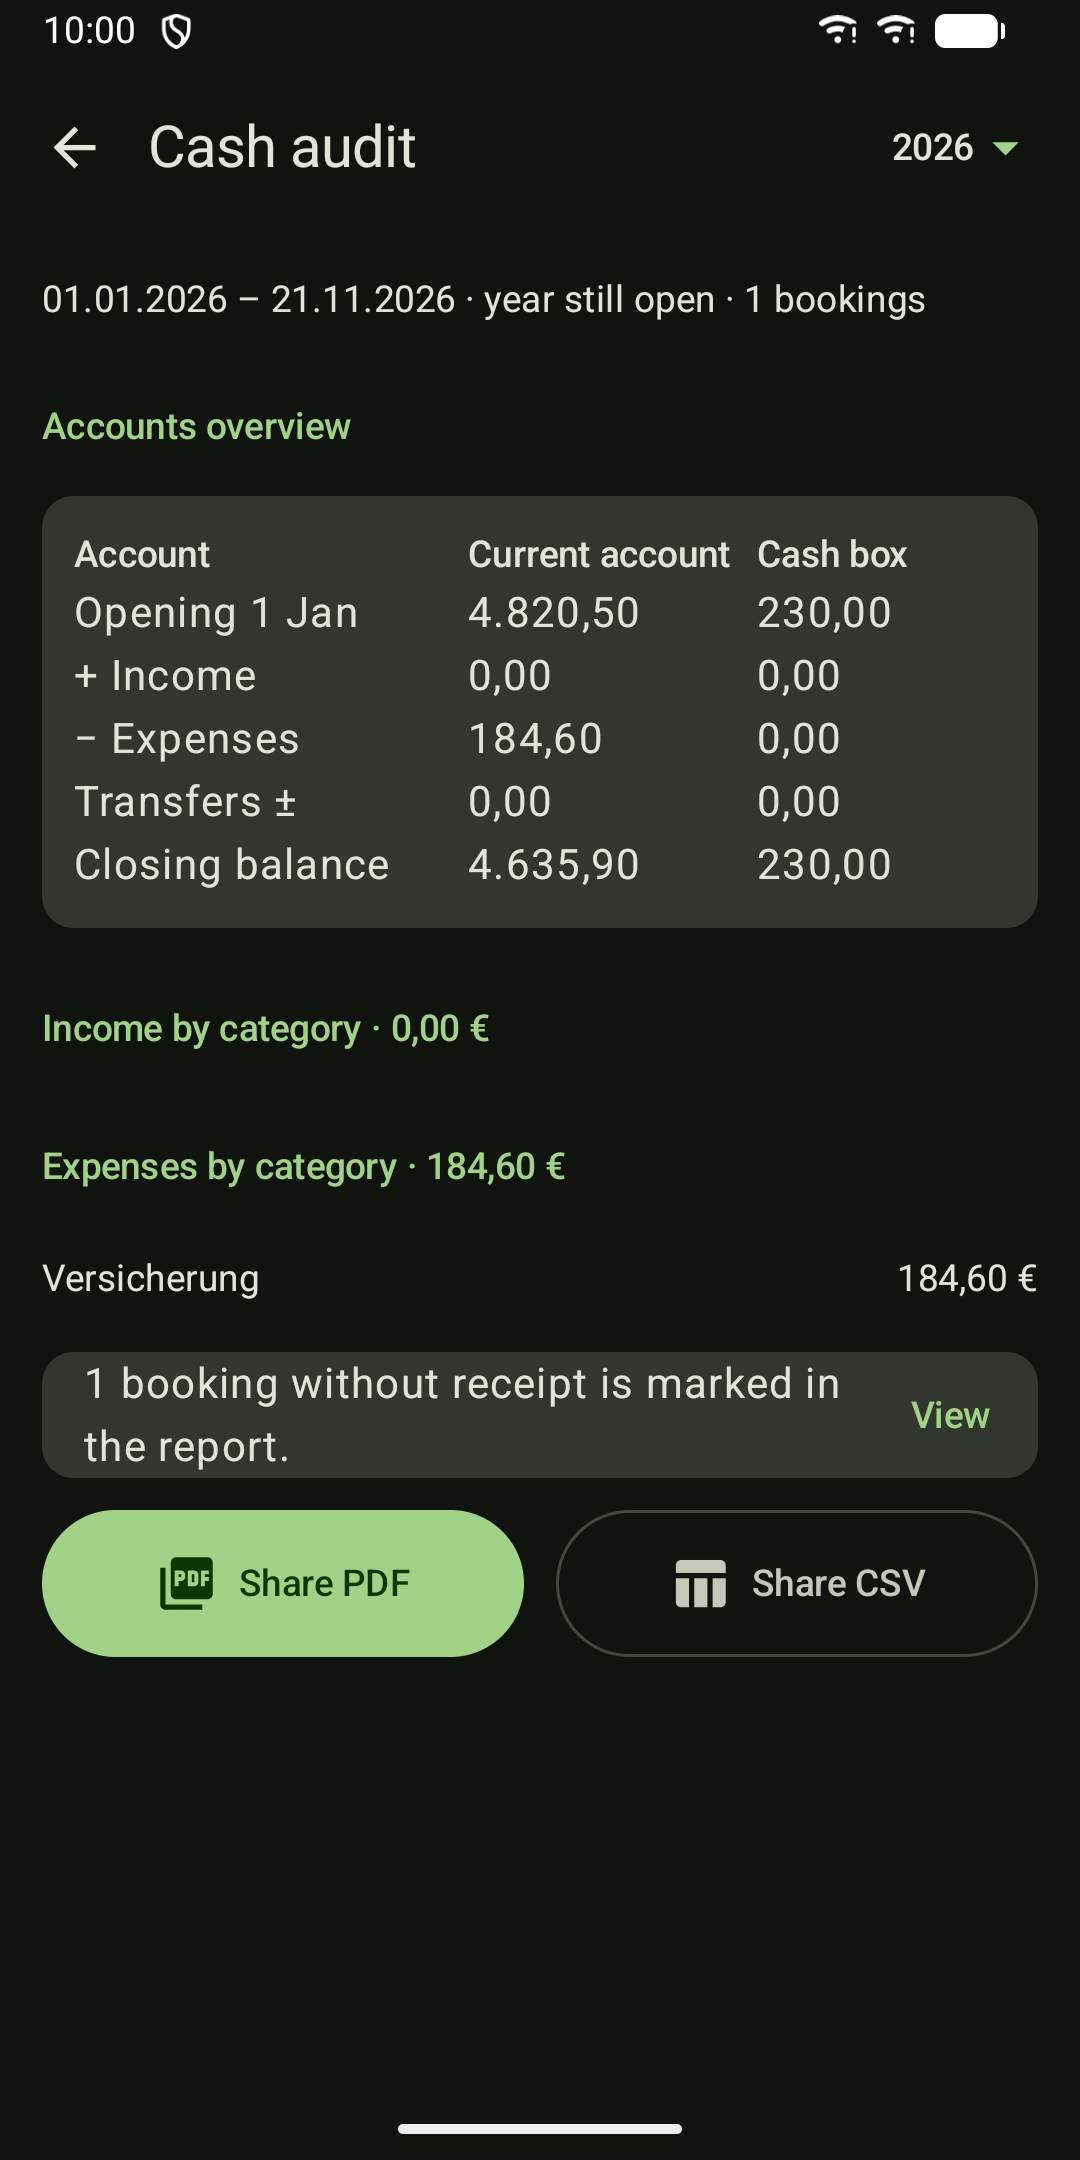 10:00
Cash audit 2026
01.01.2026 – 21.11.2026 · year still open · 1 bookings
Accounts overview
Account Current account Cash box
Opening 1 Jan 4.820,50 230,00
+ Income 0,00 0,00
− Expenses 184,60 0,00
Transfers ± 0,00 0,00
Closing balance 4.635,90 230,00
Income by category · 0,00 €
Expenses by category · 184,60 €
Versicherung 184,60 €
1 booking without receipt is marked in
the report.
View
PDF Share PDF Share CSV